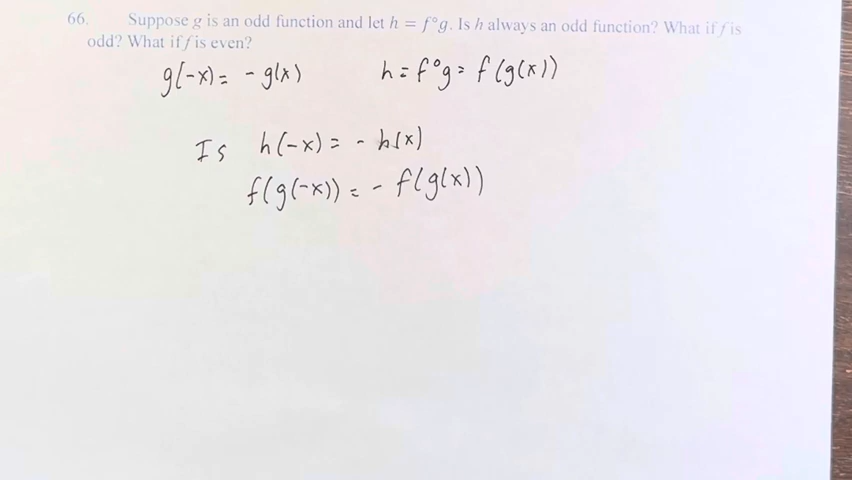 66. Suppose g is an odd function and let h = f°g. Is h always an odd function? What if f is
odd? What if f is even?
g(-x) = - g(x) h = f°g = f(g(x))
Is h(-x) = - h(x)
f(g(-x)) = - f(g(x))